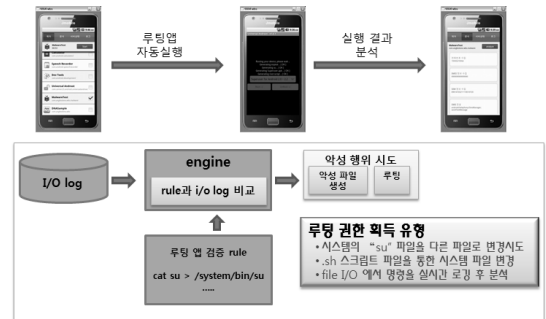 루팅앱
자동실행
실행 결과
분석
I/O log
engine
rule과 i/o log 비교
악성 행위 시도
악성 파일
생성
루팅
루팅 앱 검증 rule
cat su > /system/bin/su
.....
루팅 권한 획득 유형
• 시스템의 “su" 파일을 다른 파일로 변경시도
• .sh 스크립트 파일을 통한 시스템 파일 변경
• file I/O 에서 명령을 실시간 로깅 후 분석